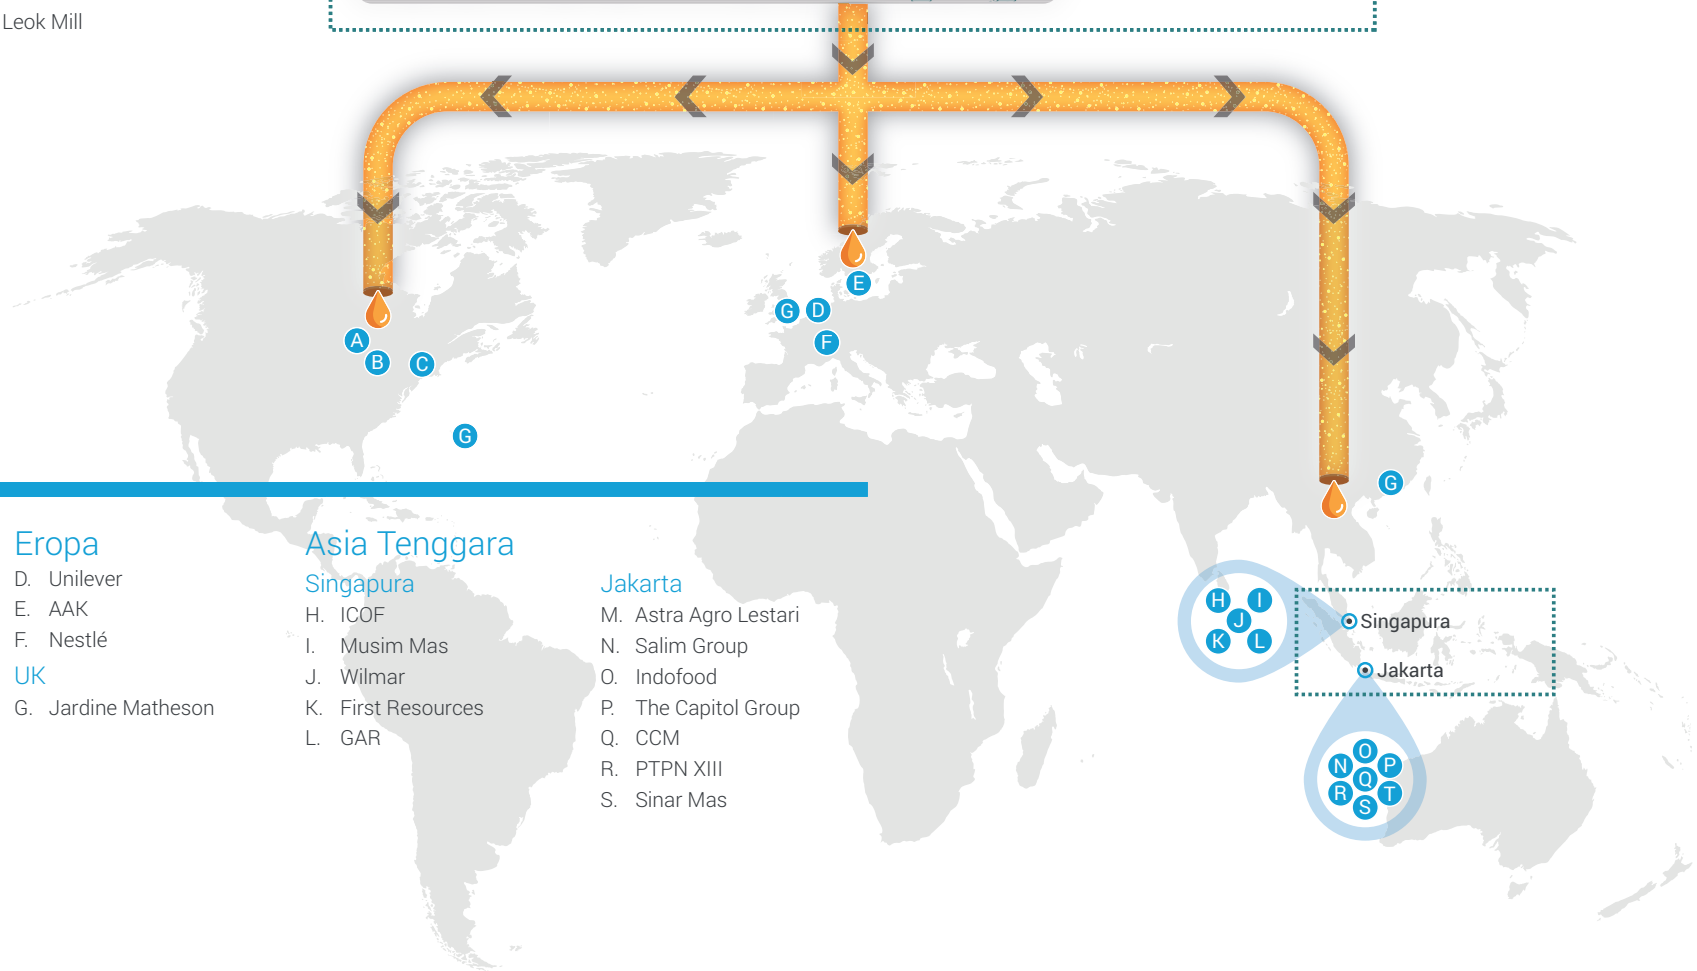 Leok Mill
E
G
D
F
A
B
C
G
G
Eropa
D. Unilever
E. AAK
F. Nestlé
UK
G. Jardine Matheson
Asia Tenggara
Singapura
H. ICOF
I. Musim Mas
J. Wilmar
K. First Resources
L. GAR
Jakarta
M. Astra Agro Lestari
N. Salim Group
O. Indofood
P. The Capitol Group
Q. CCM
R. PTPN XIII
S. Sinar Mas
H I
J
K L
Singapura
Jakarta
O
N P
Q
R T
S